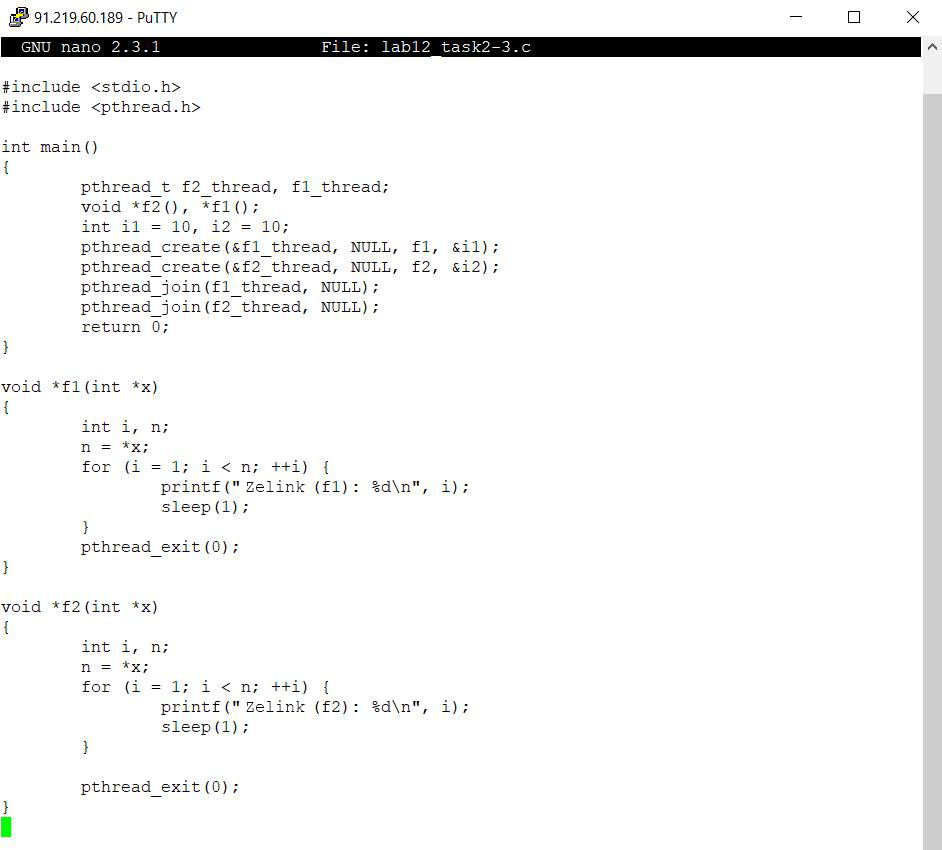 91.219.60.189 - PuTTY
GNU nano 2.3.1 File: lab12_task2-3.c
#include <stdio.h>
#include <pthread.h>
int main()
{
pthread_t f2_thread, f1_thread;
void *f2(), *f1();
int i1 = 10, i2 = 10;
pthread_create(&f1_thread, NULL, f1, &i1);
pthread_create(&f2_thread, NULL, f2, &i2);
pthread_join(f1_thread, NULL);
pthread_join(f2_thread, NULL);
return 0;
}
void *f1(int *x)
{
int i, n;
n = *x;
for (i = 1; i < n; ++i) {
printf(" Zelink (f1): %d\n", i);
sleep(1);
}
pthread_exit(0);
}
void *f2(int *x)
{
int i, n;
n = *x;
for (i = 1; i < n; ++i) {
printf(" Zelink (f2): %d\n", i);
sleep(1);
}
pthread_exit(0);
}